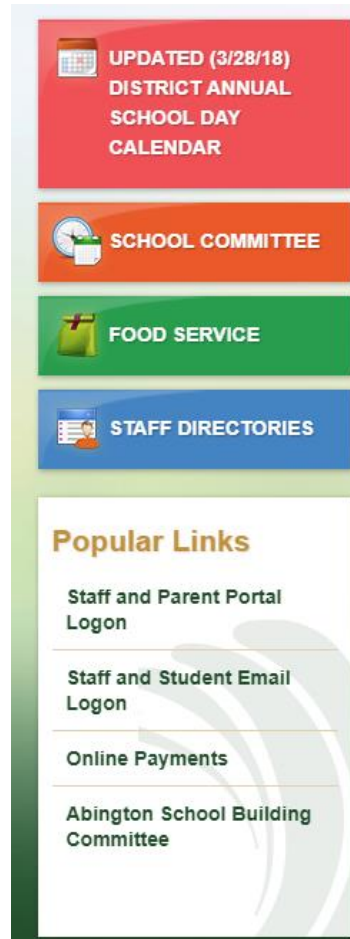 UPDATED (3/28/18)
DISTRICT ANNUAL
SCHOOL DAY
CALENDAR
SCHOOL COMMITTEE
FOOD SERVICE
STAFF DIRECTORIES
Popular Links
Staff and Parent Portal
Logon
Staff and Student Email
Logon
Online Payments
Abington School Building
Committee